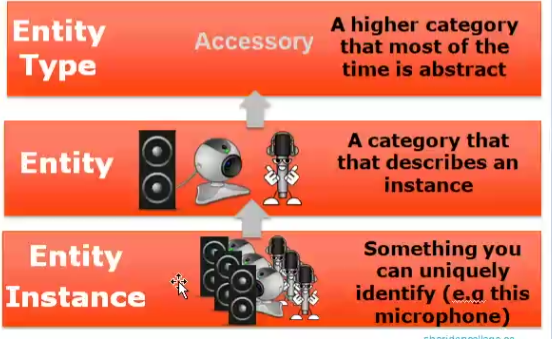 Entity
Type
Accessory
A higher category
that most of the
time is abstract
Entity
A category that
that describes an
instance
Entity
Instance
Something you
can uniquely
identify (e.g this
microphone)